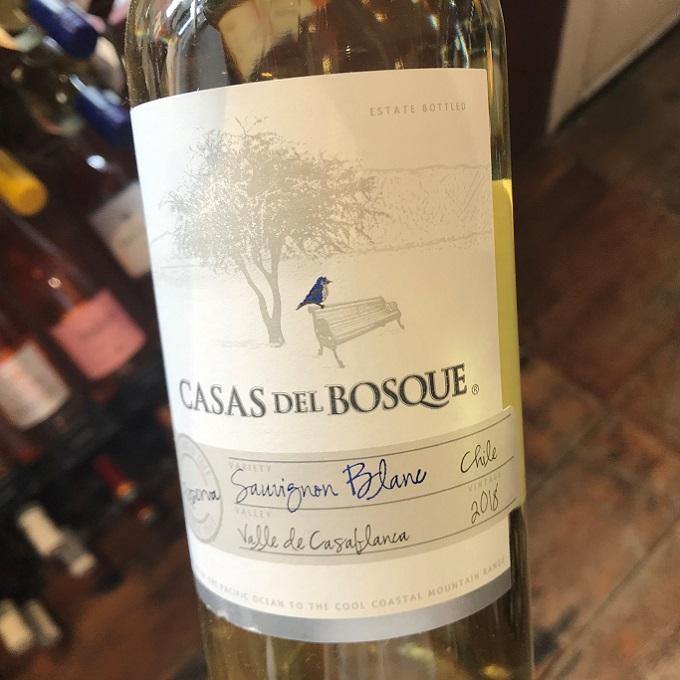 ESTATE BOTTLED
CASAS DEL BOSQUE ®
VARIETY
Sauvignon Blanc Chile
VINTAGE
VALLEY
2018
Valle de Casablanca
PACIFIC OCEAN TO THE COOL COASTAL MOUNTAIN RANGE